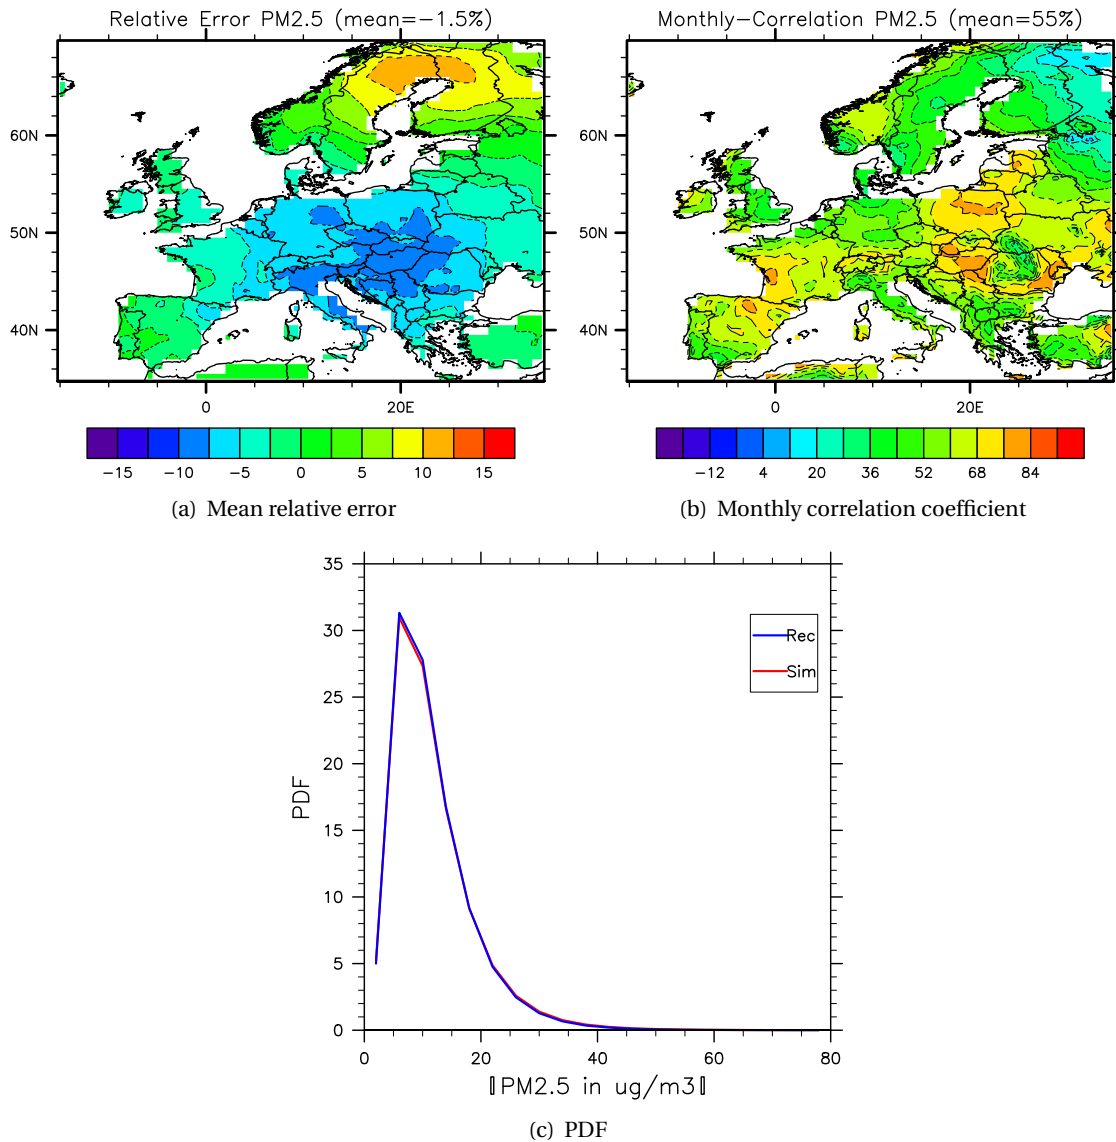 Relative Error PM2.5 (mean=−1.5%)
Monthly−Correlation PM2.5 (mean=55%)
60N
50N
40N
0 20E
−15 −10 −5 0 5 10 15
60N
50N
40N
0 20E
−12 4 20 36 52 68 84
(a) Mean relative error
(b) Monthly correlation coefficient
35
30
25
20
15
10
5
0
PDF
Rec
Sim
0 20 40 60 80
▯PM2.5 in ug/m3▯
(c) PDF